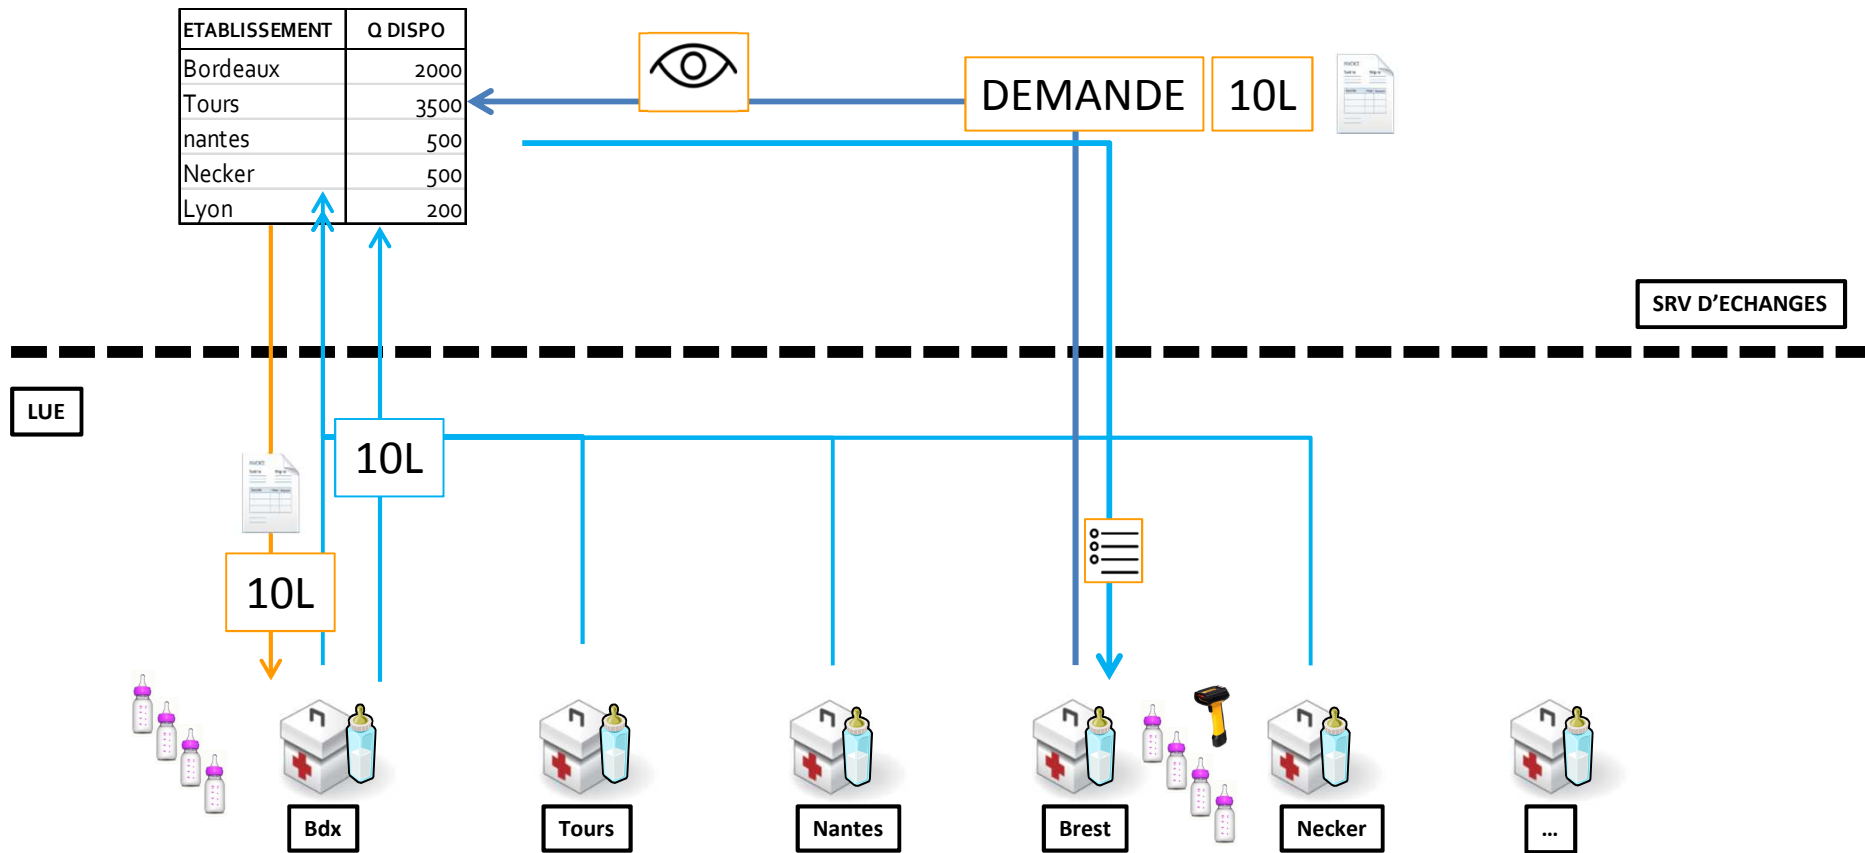 ETABLISSEMENT Q DISPO
Bordeaux 2000
Tours 3500
nantes 500
Necker 500
Lyon 200
DEMANDE 10L
SRV D’ECHANGES
LUE
10L
10L
Bdx
Tours
Nantes
Brest
Necker
...